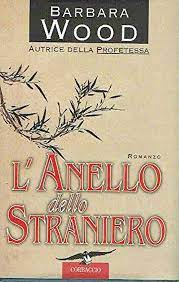 BARBARA
WOOD
AUTRICE DELLA PROFETESSA
ROMANZO
L'ANELLO
dello
STRANIERO
CORBACCIO